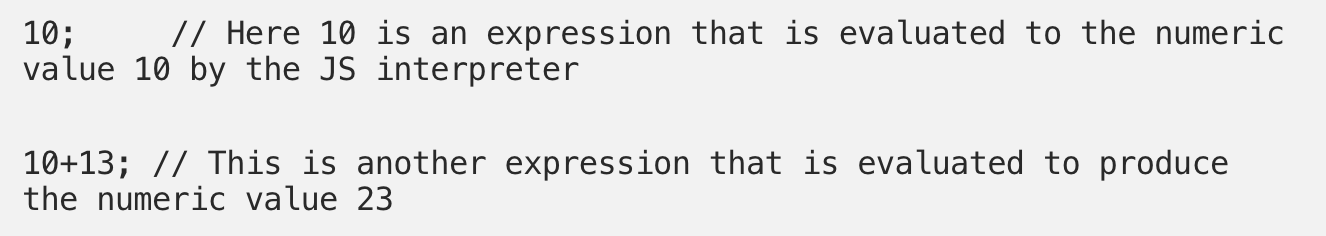 10;     // Here 10 is an expression that is evaluated to the numeric
value 10 by the JS interpreter
10+13; // This is another expression that is evaluated to produce
the numeric value 23